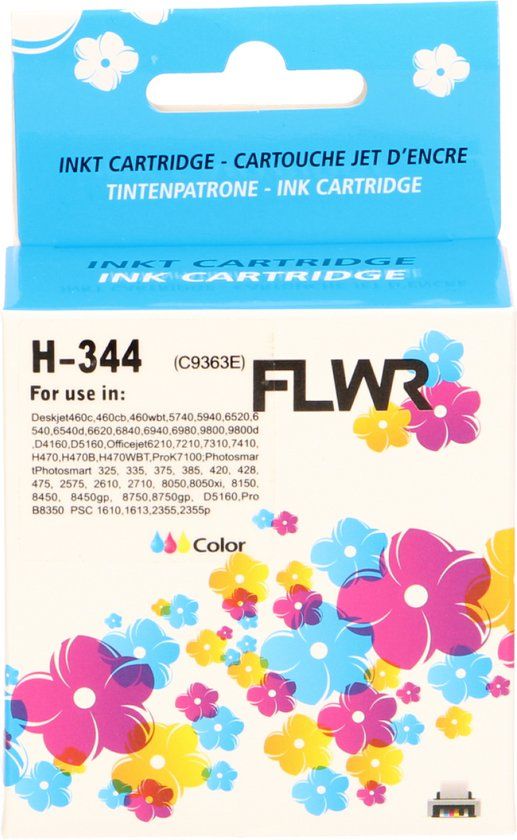 INKT CARTRIDGE - CARTOUCHE JET D'ENCRE
TINTENPATRONE - INK CARTRIDGE
INKT CARTRIDGE
INK CARTRIDGE
H-344 (C9363E) FLWR
For use in:
Deskjet460c,460cb,460wbt,5740,5940,6520,6
540,6540d,6620,6840,6940,6980,9800,9800d
,D4160,D5160,Officejet6210,7210,7310,7410,
H470,H470B,H470WBT,ProK7100;Photosmar
tPhotosmart 325, 335, 375, 385, 420, 428,
475, 2575, 2610, 2710, 8050,8050xi, 8150,
8450, 8450gp, 8750,8750gp, D5160,Pro
B8350 PSC 1610,1613,2355,2355p
Color